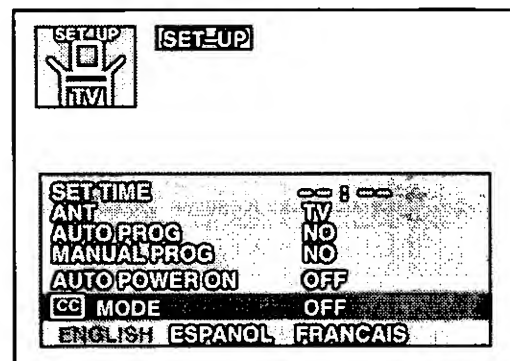 SET-UP
[SET-UP]
TV
SET TIME -- : --
ANT TV
AUTO PROG NO
MANUAL PROG NO
AUTO POWER ON OFF
CC MODE OFF
ENGLISH ESPANOL FRANCAIS